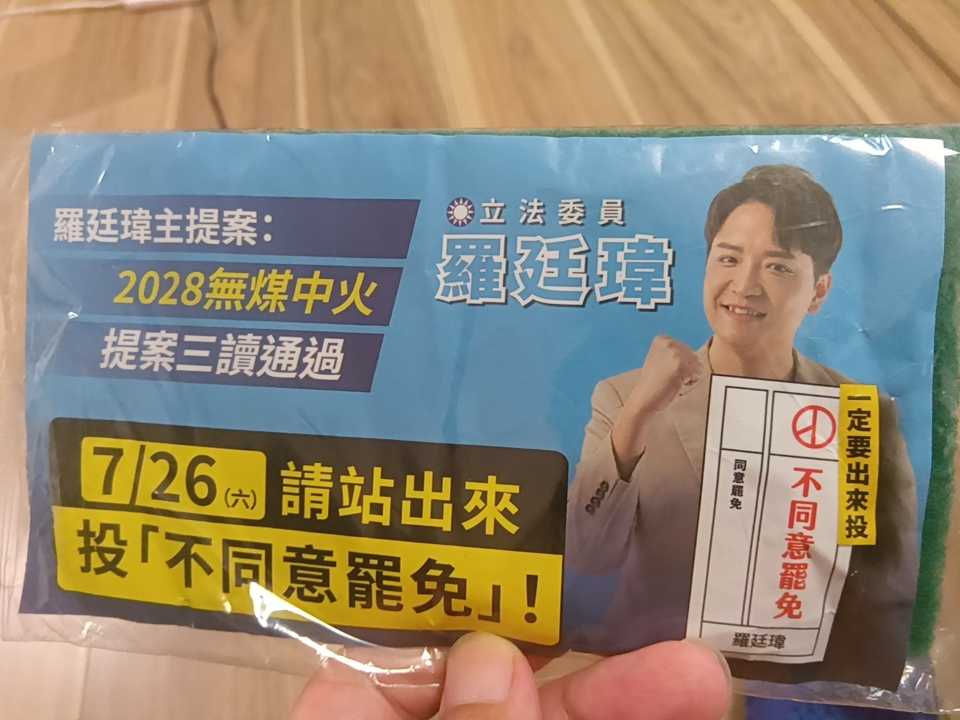 羅廷瑋主提案：
2028無煤中火
提案三讀通過
立法委員
羅廷瑋
7/26(六) 請站出來
投「不同意罷免」!
同意罷免
不同意罷免
羅廷瑋
一定要出來投